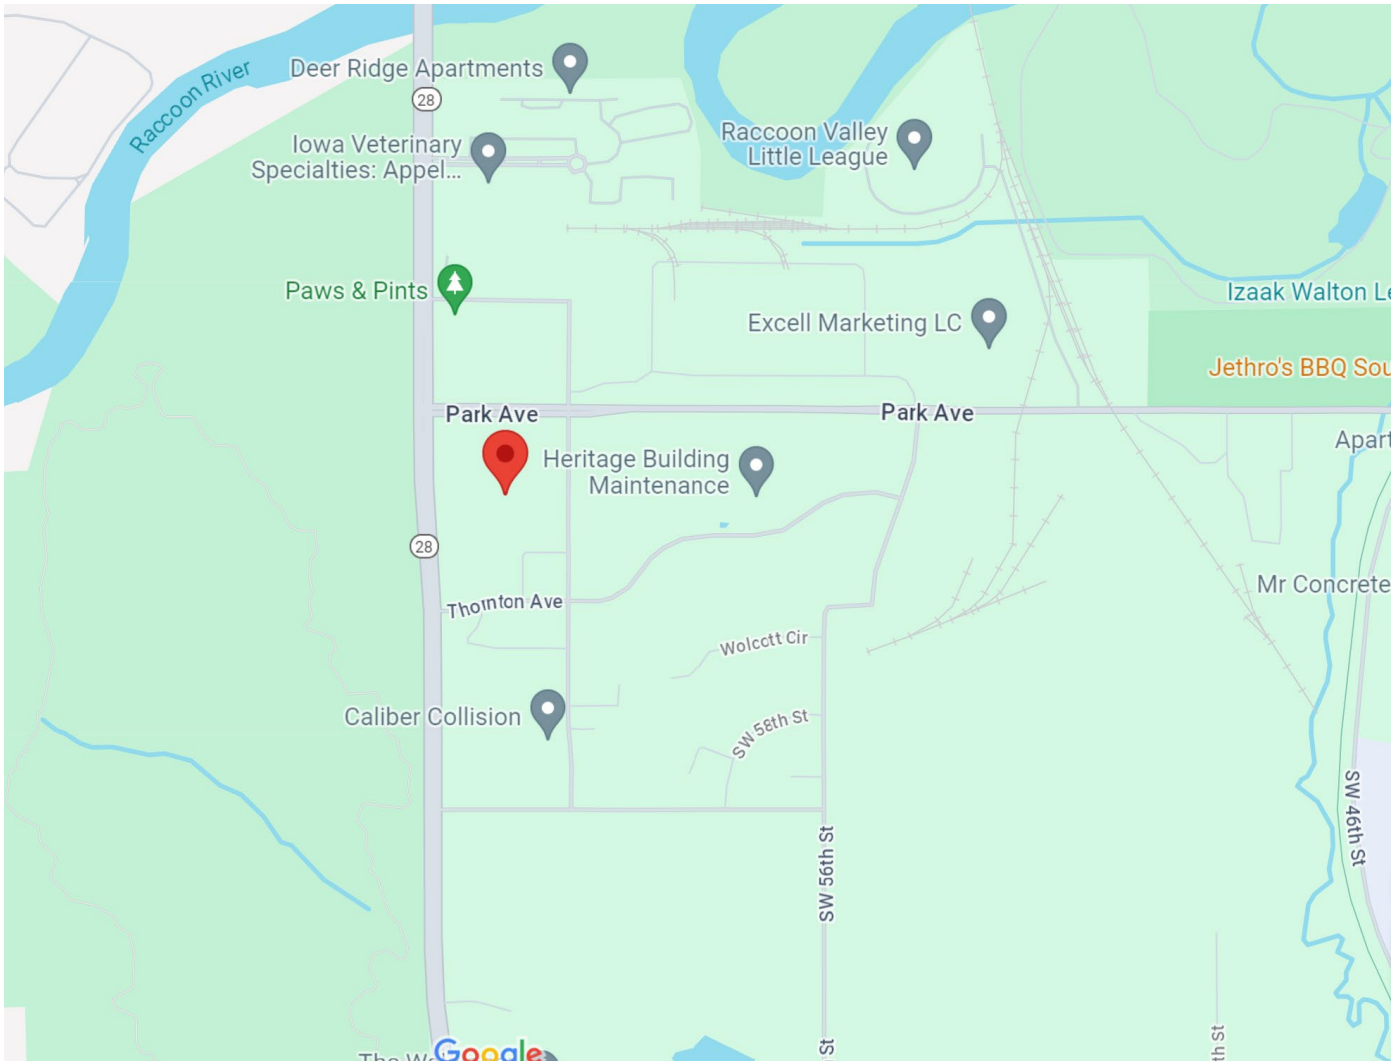 Raccoon River
Deer Ridge Apartments
28
Iowa Veterinary
Specialties: Appel...
Raccoon Valley
Little League
Paws & Pints
Izaak Walton Le
Excell Marketing LC
Jethro's BBQ Sou
Park Ave
Park Ave
Apart
Heritage Building
Maintenance
28
Mr Concrete
Thornton Ave
Wolcott Cir
Caliber Collision
SW 58th St
SW 46th St
SW 56th St
Google
St
th St